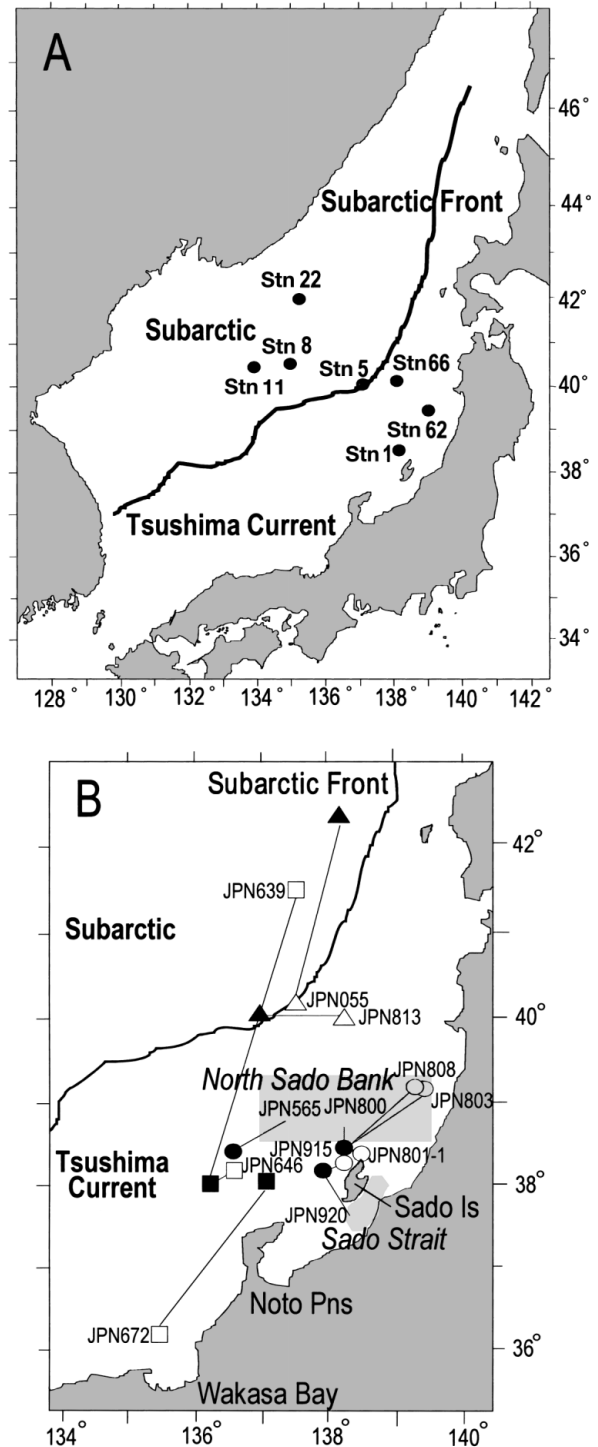 A
46°
Subarctic Front
44°
Stn 22
42°
Subarctic
Stn 8
Stn 5
Stn 66
Stn 11
40°
Stn 62
Stn 1
38°
Tsushima Current
36°
34°
128°
130°
132°
134°
136°
138°
140°
142°
B
Subarctic Front
42°
JPN639
Subarctic
JPN055
JPN813
40°
North Sado Bank
JPN808
JPN565
JPN800
JPN803
JPN915
JPN801-1
Tsushima
Current
JPN646
38°
Sado Is
JPN920
Sado Strait
Noto Pns
JPN672
36°
Wakasa Bay
134
136
138
140